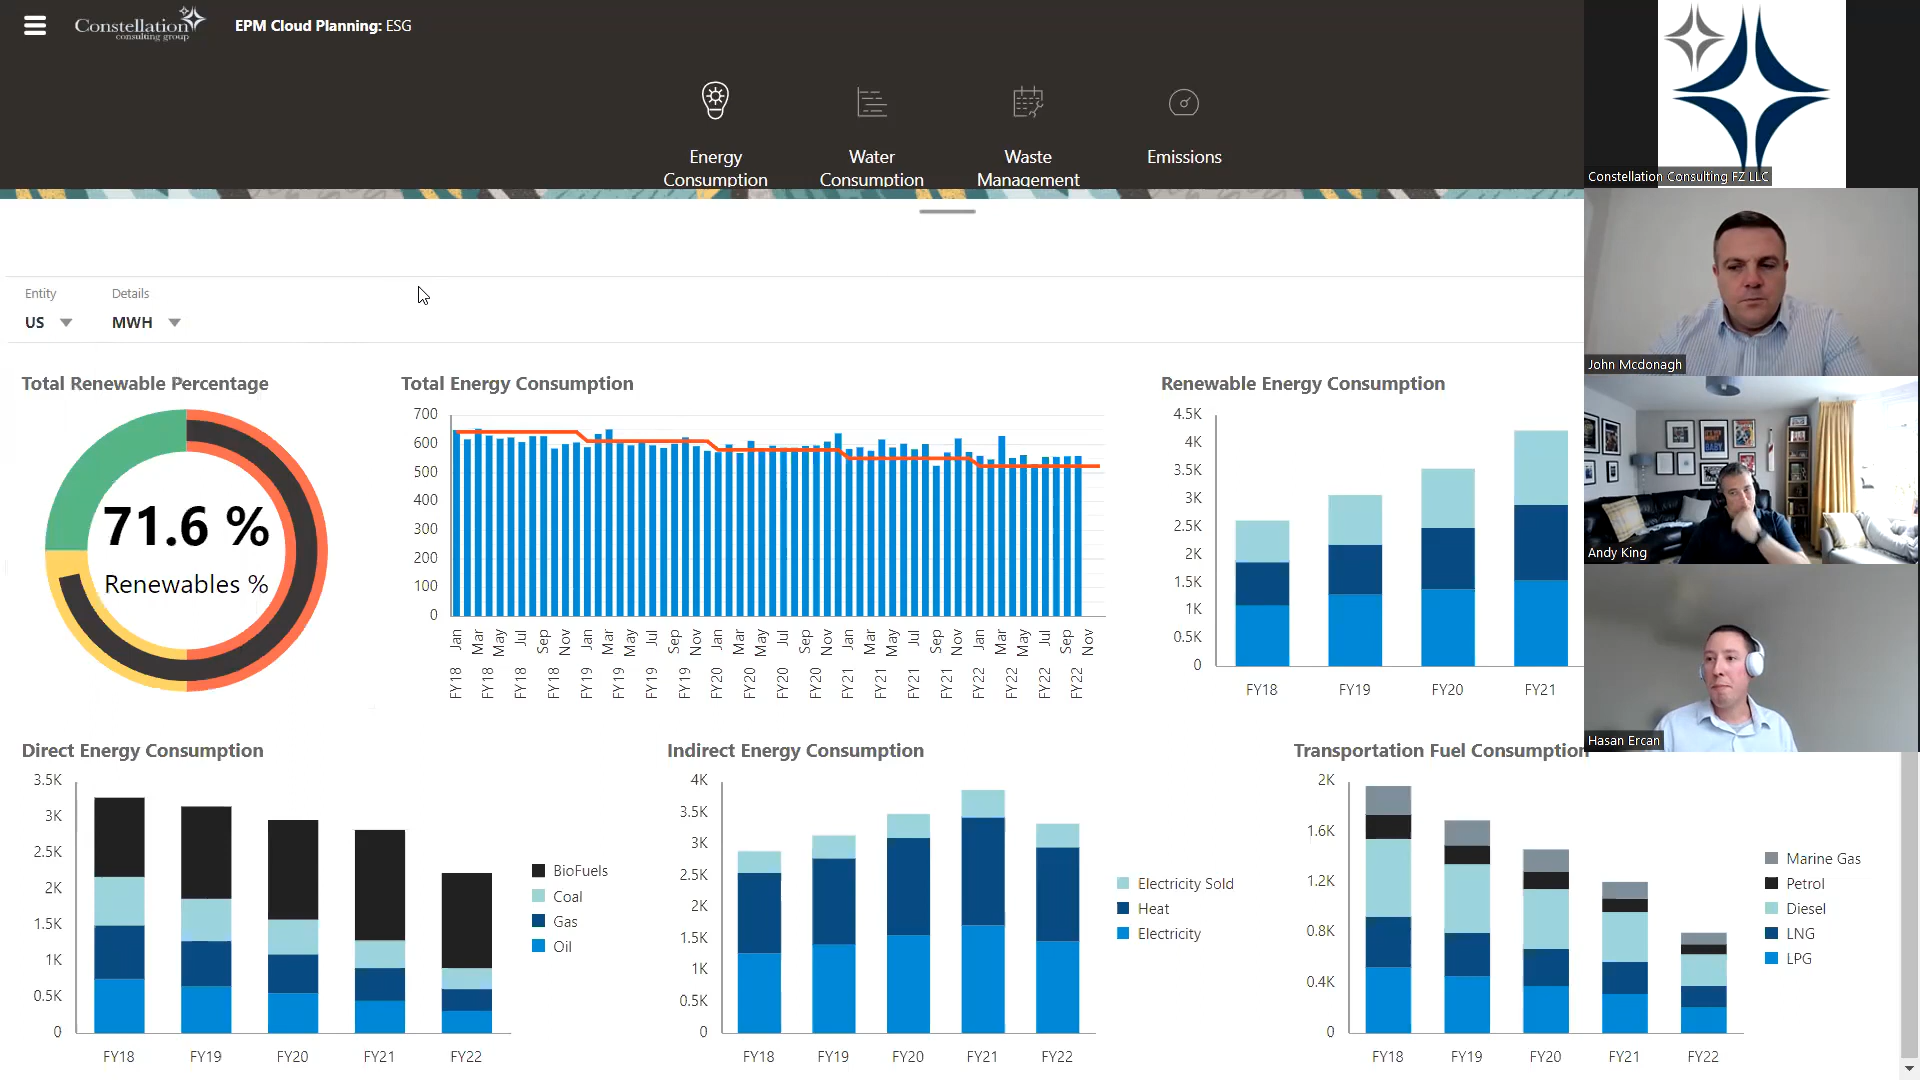 Constellation
consulting group
EPM Cloud Planning: ESG
Energy
Consumption
Water
Consumption
Waste
Management
Emissions
Constellation Consulting FZ LLC
John Mcdonagh
Andy King
Hasan Ercan
Entity
US
Details
MWH
Total Renewable Percentage
71.6 %
Renewables %
Total Energy Consumption
700
600
500
400
300
200
100
0
Jan Mar May Jul Sep Nov Jan Mar May Jul Sep Nov Jan Mar May Jul Sep Nov Jan Mar May Jul Sep Nov Jan Mar May Jul Sep Nov
FY18 FY18 FY18 FY18 FY19 FY19 FY19 FY19 FY20 FY20 FY20 FY20 FY21 FY21 FY21 FY21 FY22 FY22 FY22 FY22
Renewable Energy Consumption
4.5K
4K
3.5K
3K
2.5K
2K
1.5K
1K
0.5K
0
FY18 FY19 FY20 FY21
Direct Energy Consumption
3.5K
3K
2.5K
2K
1.5K
1K
0.5K
0
FY18 FY19 FY20 FY21 FY22
BioFuels
Coal
Gas
Oil
Indirect Energy Consumption
4K
3.5K
3K
2.5K
2K
1.5K
1K
0.5K
0
FY18 FY19 FY20 FY21 FY22
Electricity Sold
Heat
Electricity
Transportation Fuel Consumption
2K
1.6K
1.2K
0.8K
0.4K
0
FY18 FY19 FY20 FY21 FY22
Marine Gas
Petrol
Diesel
LNG
LPG